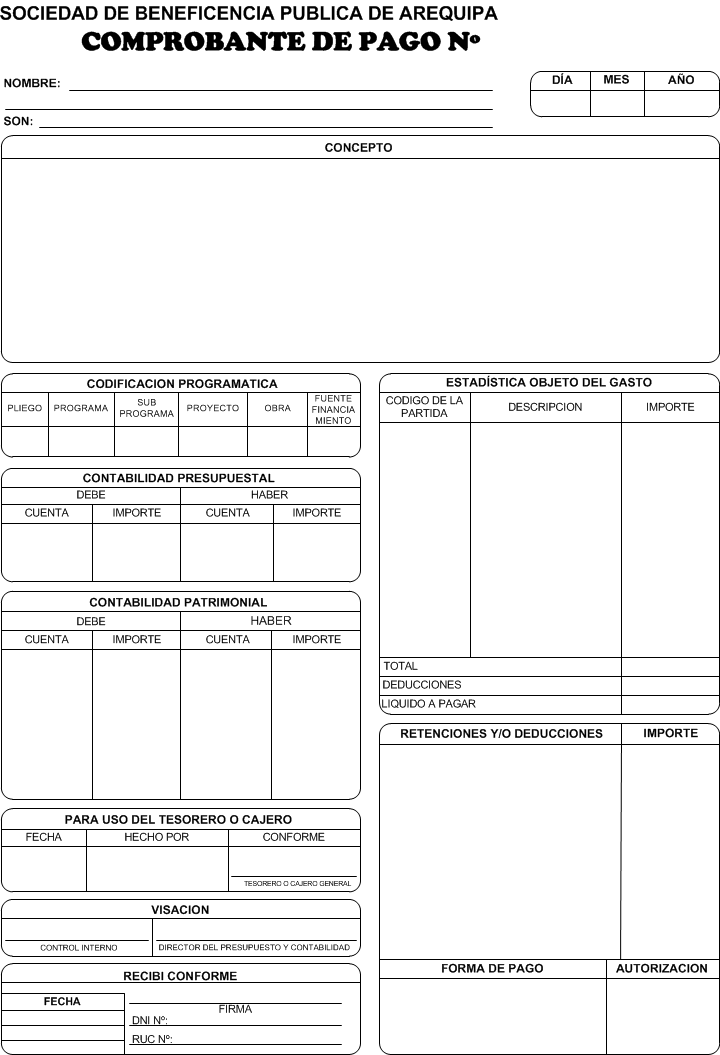 SOCIEDAD DE BENEFICENCIA PUBLICA DE AREQUIPA
COMPROBANTE DE PAGO Nº
NOMBRE:
DÍA MES AÑO
SON:
CONCEPTO
CODIFICACION PROGRAMATICA
PLIEGO PROGRAMA SUB PROGRAMA PROYECTO OBRA FUENTE FINANCIA MIENTO
CONTABILIDAD PRESUPUESTAL
DEBE HABER
CUENTA IMPORTE CUENTA IMPORTE
CONTABILIDAD PATRIMONIAL
DEBE HABER
CUENTA IMPORTE CUENTA IMPORTE
PARA USO DEL TESORERO O CAJERO
FECHA HECHO POR CONFORME
TESORERO O CAJERO GENERAL
VISACION
CONTROL INTERNO DIRECTOR DEL PRESUPUESTO Y CONTABILIDAD
RECIBI CONFORME
FECHA
FIRMA
DNI Nº:
RUC Nº:
ESTADÍSTICA OBJETO DEL GASTO
CODIGO DE LA PARTIDA DESCRIPCION IMPORTE
TOTAL
DEDUCCIONES
LIQUIDO A PAGAR
RETENCIONES Y/O DEDUCCIONES IMPORTE
FORMA DE PAGO AUTORIZACION